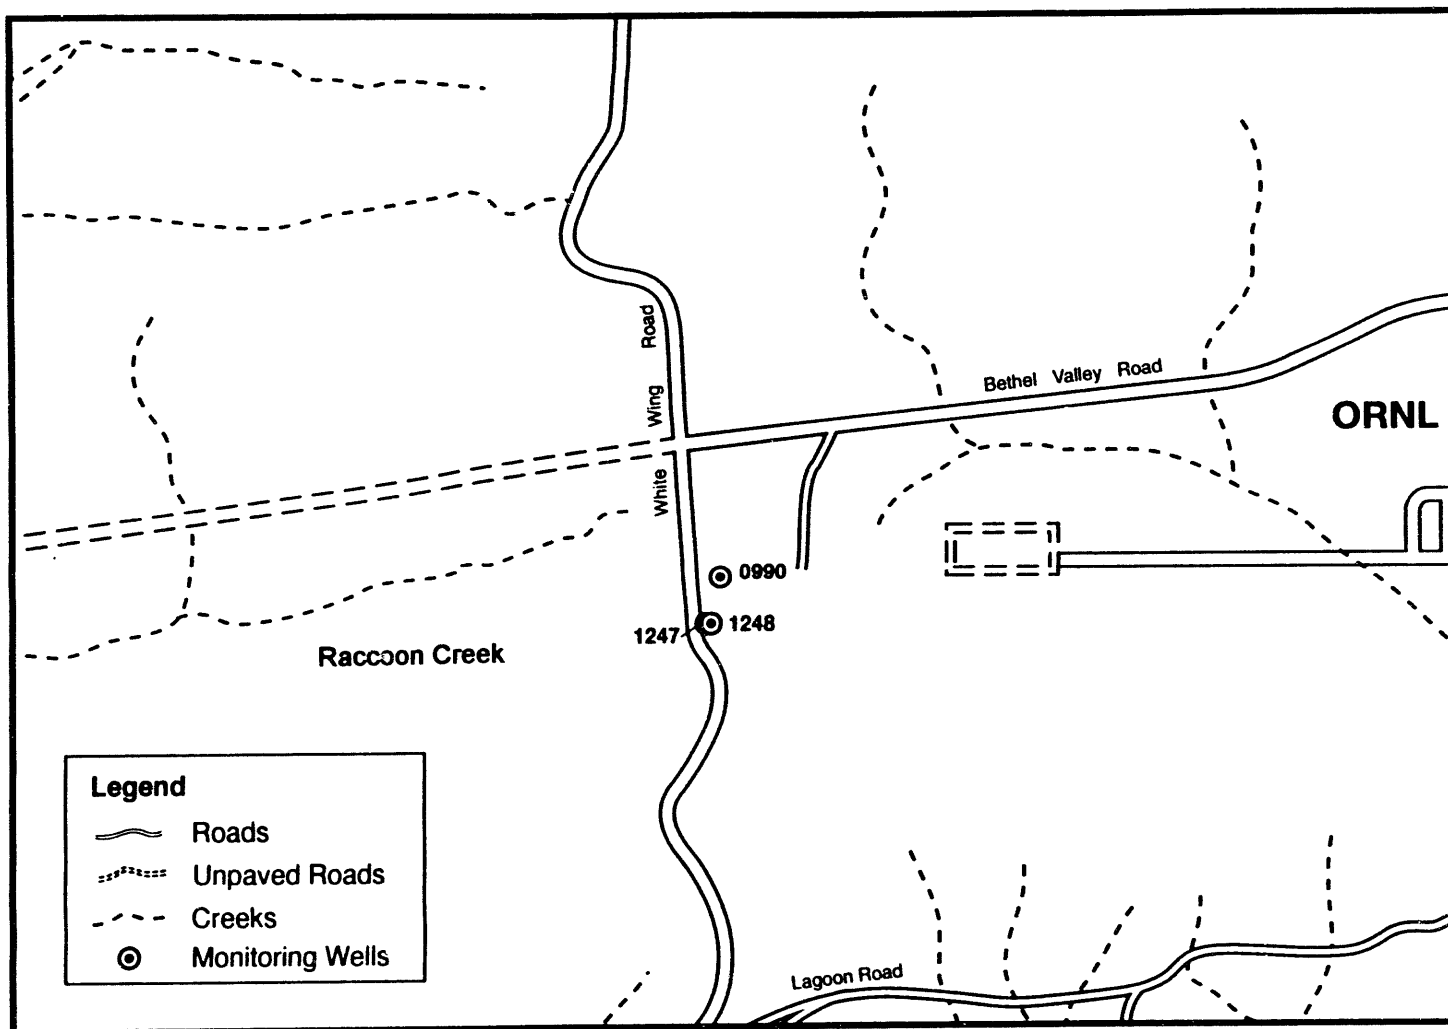 White Wing Road
Bethel Valley Road
ORNL
0990
1247
1248
Raccoon Creek
Legend
Roads
Unpaved Roads
Creeks
Monitoring Wells
Lagoon Road